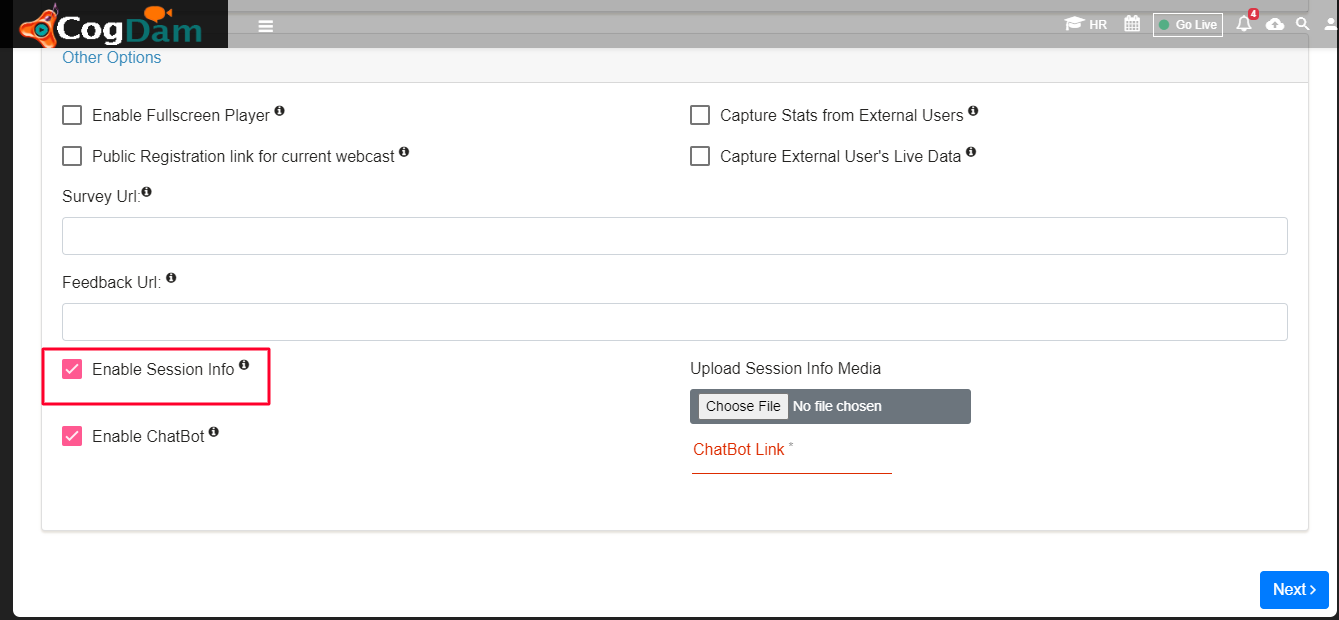 CogDam
HR
Go Live
4
Other Options
Enable Fullscreen Player
Capture Stats from External Users
Public Registration link for current webcast
Capture External User's Live Data
Survey Url:
Feedback Url:
Enable Session Info
Upload Session Info Media
Choose File No file chosen
Enable ChatBot
ChatBot Link *
Next